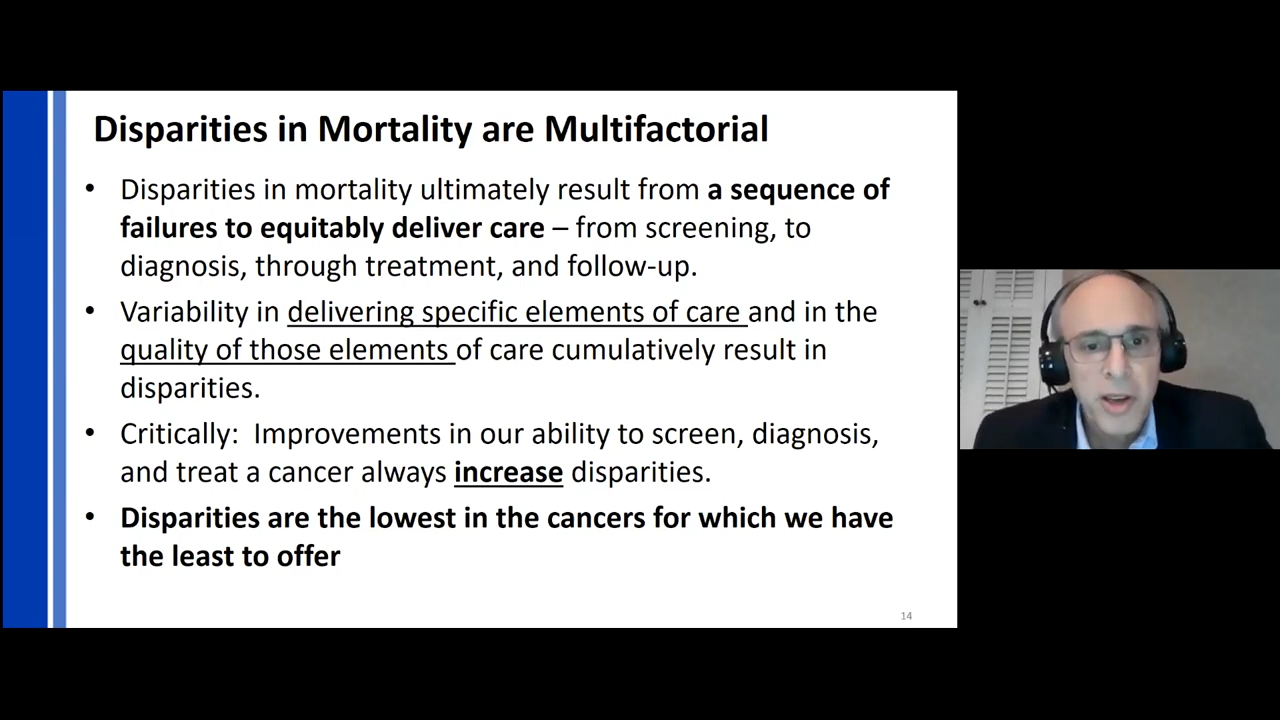 Disparities in Mortality are Multifactorial
• Disparities in mortality ultimately result from a sequence of
failures to equitably deliver care – from screening, to
diagnosis, through treatment, and follow-up.
• Variability in delivering specific elements of care and in the
quality of those elements of care cumulatively result in
disparities.
• Critically:  Improvements in our ability to screen, diagnosis,
and treat a cancer always increase disparities.
• Disparities are the lowest in the cancers for which we have
the least to offer
14